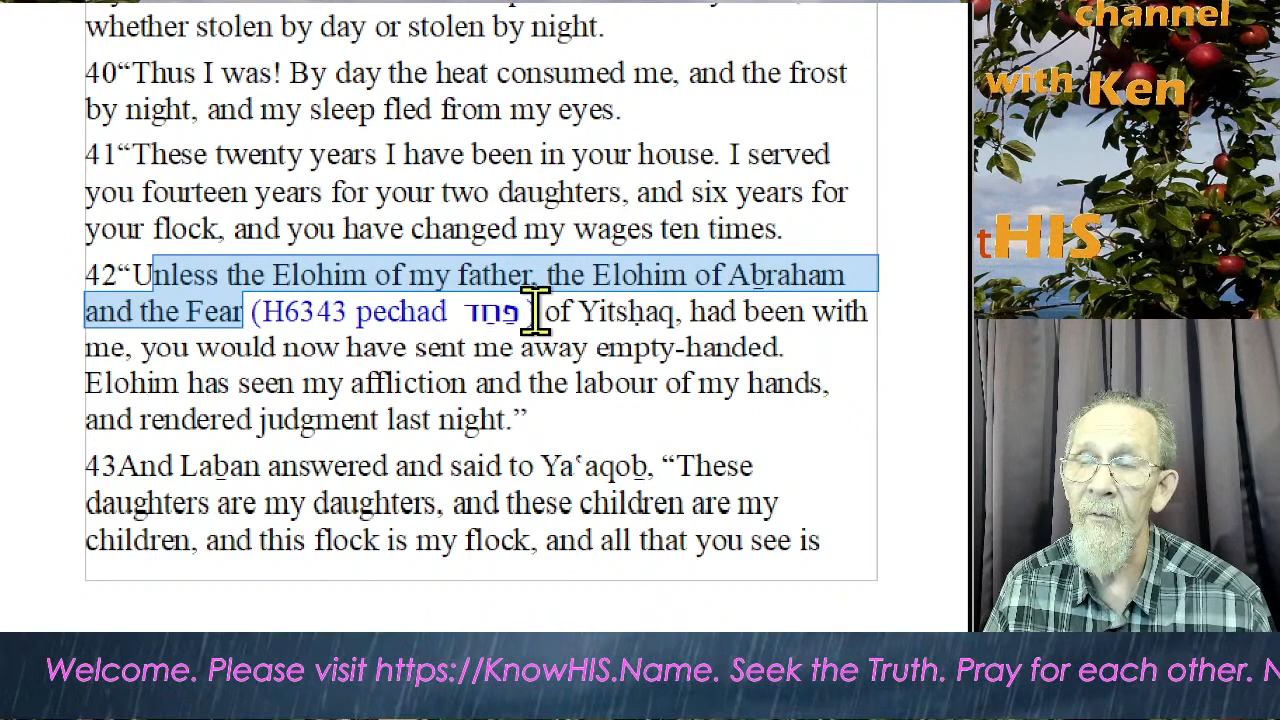 whether stolen by day or stolen by night.
40“Thus I was! By day the heat consumed me, and the frost
by night, and my sleep fled from my eyes.
41“These twenty years I have been in your house. I served
you fourteen years for your two daughters, and six years for
your flock, and you have changed my wages ten times.
42“Unless the Elohim of my father, the Elohim of Aḇraham
and the Fear (H6343 pechad פַּחַד ) of Yitsḥaq, had been with
me, you would now have sent me away empty-handed.
Elohim has seen my affliction and the labour of my hands,
and rendered judgment last night.”
43And Laḇan answered and said to Yaʽaqoḇ, “These
daughters are my daughters, and these children are my
children, and this flock is my flock, and all that you see is
channel
with Ken
tHIS
Welcome. Please visit https://KnowHIS.Name. Seek the Truth. Pray for each other. N